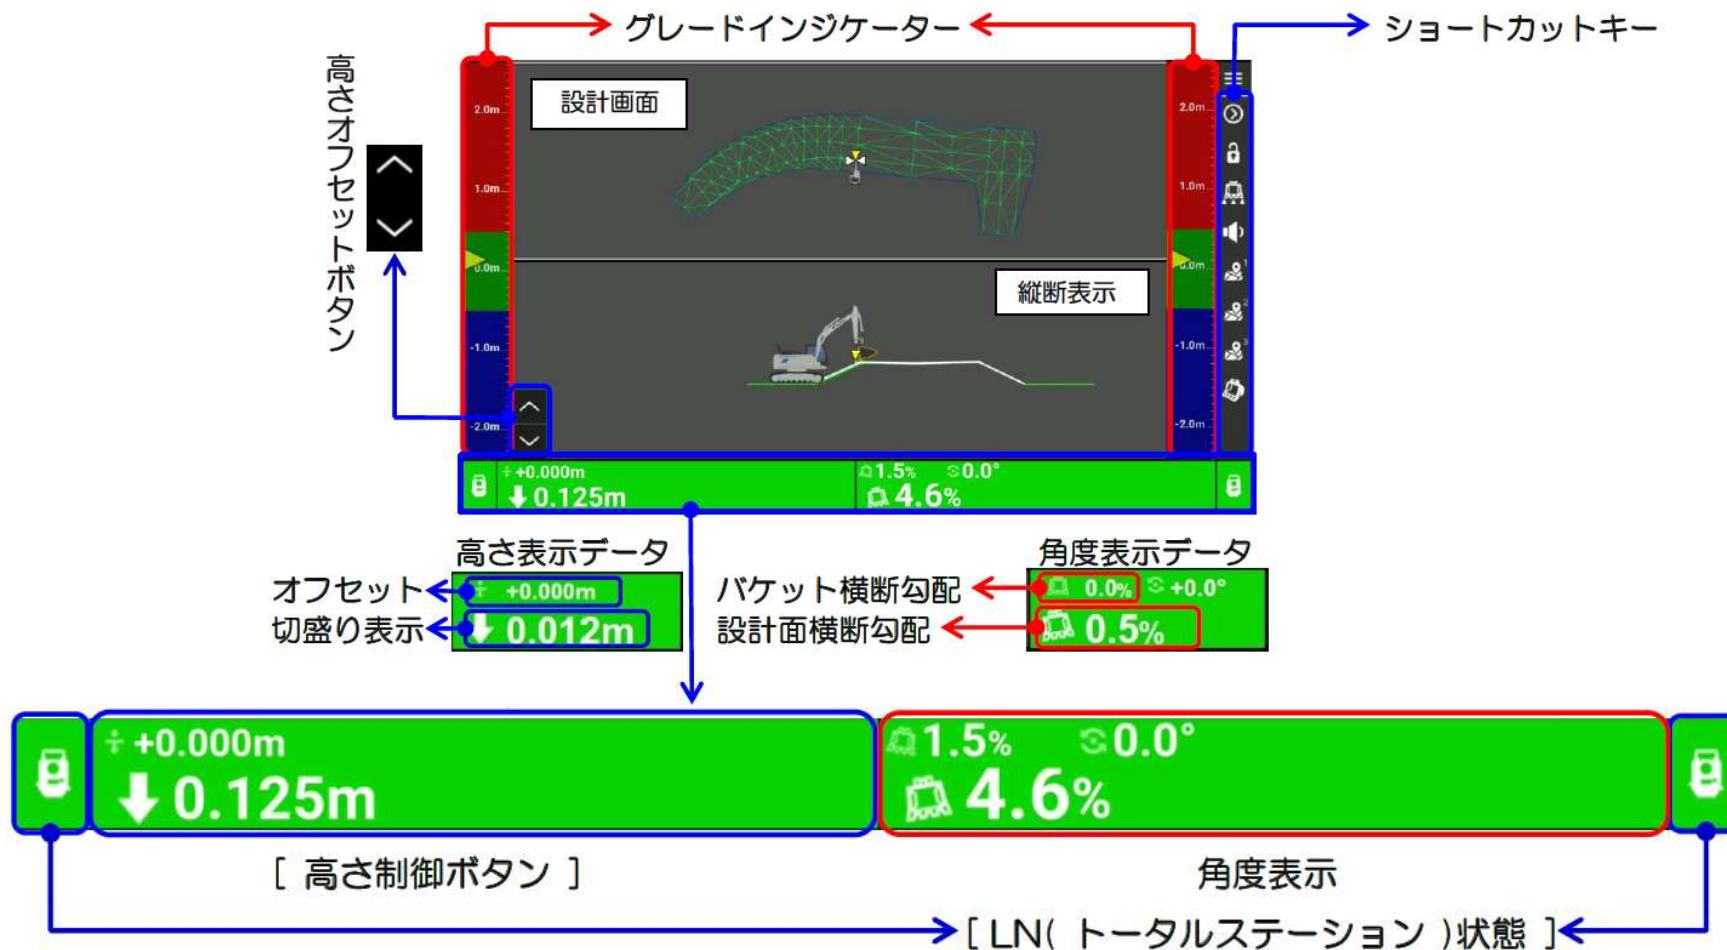 グレードインジケーター
ショートカットキー
高さオフセットボタン
設計画面
2.0m
1.0m
0.0m
-1.0m
-2.0m
2.0m
1.0m
0.0m
-1.0m
-2.0m
1
2
3
縦断表示
+0.000m
0.125m
1.5% 0.0°
4.6%
高さ表示データ
オフセット
+0.000m
切盛り表示
0.012m
角度表示データ
バケット横断勾配
0.0% +0.0°
設計面横断勾配
0.5%
+0.000m
0.125m
1.5% 0.0°
4.6%
[ 高さ制御ボタン ]
角度表示
[ LN( トータルステーション )状態 ]